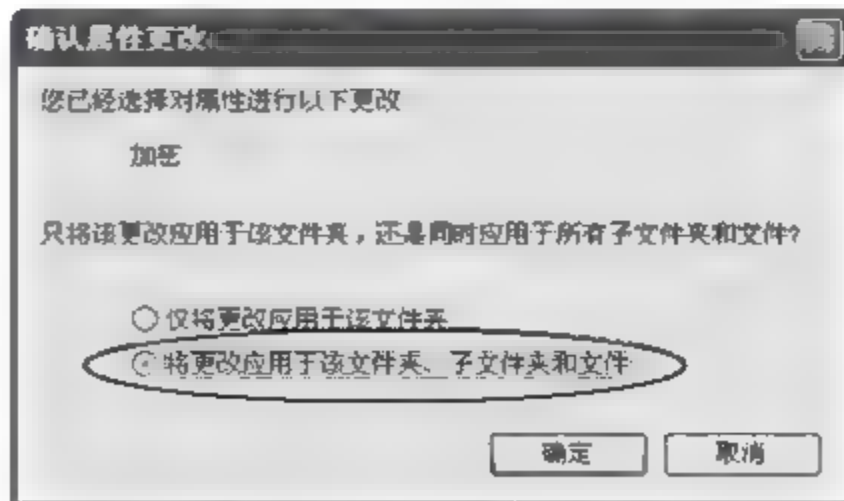 确认属性更改
您已经选择对属性进行以下更改
加密
只将该更改应用于该文件夹，还是同时应用于所有子文件夹和文件?
仅将更改应用于该文件夹
将更改应用于该文件夹、子文件夹和文件
确定
取消